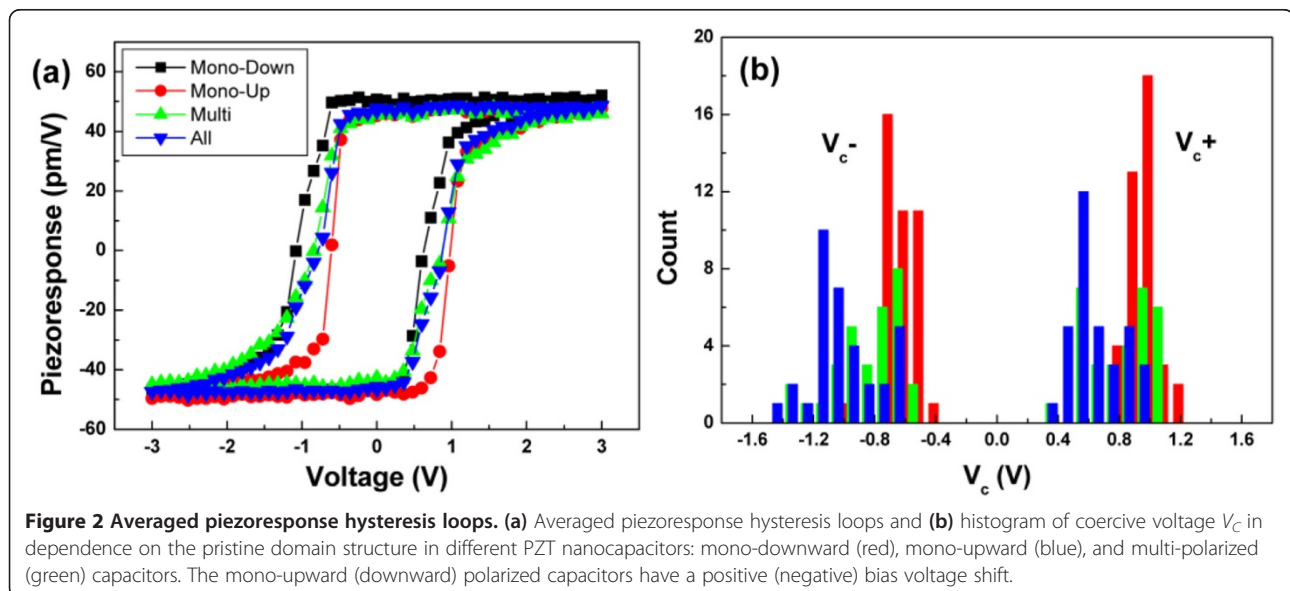 (a)
Mono-Down
Mono-Up
Multi
All
60
40
20
0
-20
-40
-60
Piezoresponse (pm/V)
-3 -2 -1 0 1 2 3
Voltage (V)
(b)
20
16
12
8
4
0
Count
Vc-
Vc+
-1.6 -1.2 -0.8 -0.4 0.0 0.4 0.8 1.2 1.6
Vc (V)
Figure 2 Averaged piezoresponse hysteresis loops. (a) Averaged piezoresponse hysteresis loops and (b) histogram of coercive voltage VC in
dependence on the pristine domain structure in different PZT nanocapacitors: mono-downward (red), mono-upward (blue), and multi-polarized
(green) capacitors. The mono-upward (downward) polarized capacitors have a positive (negative) bias voltage shift.